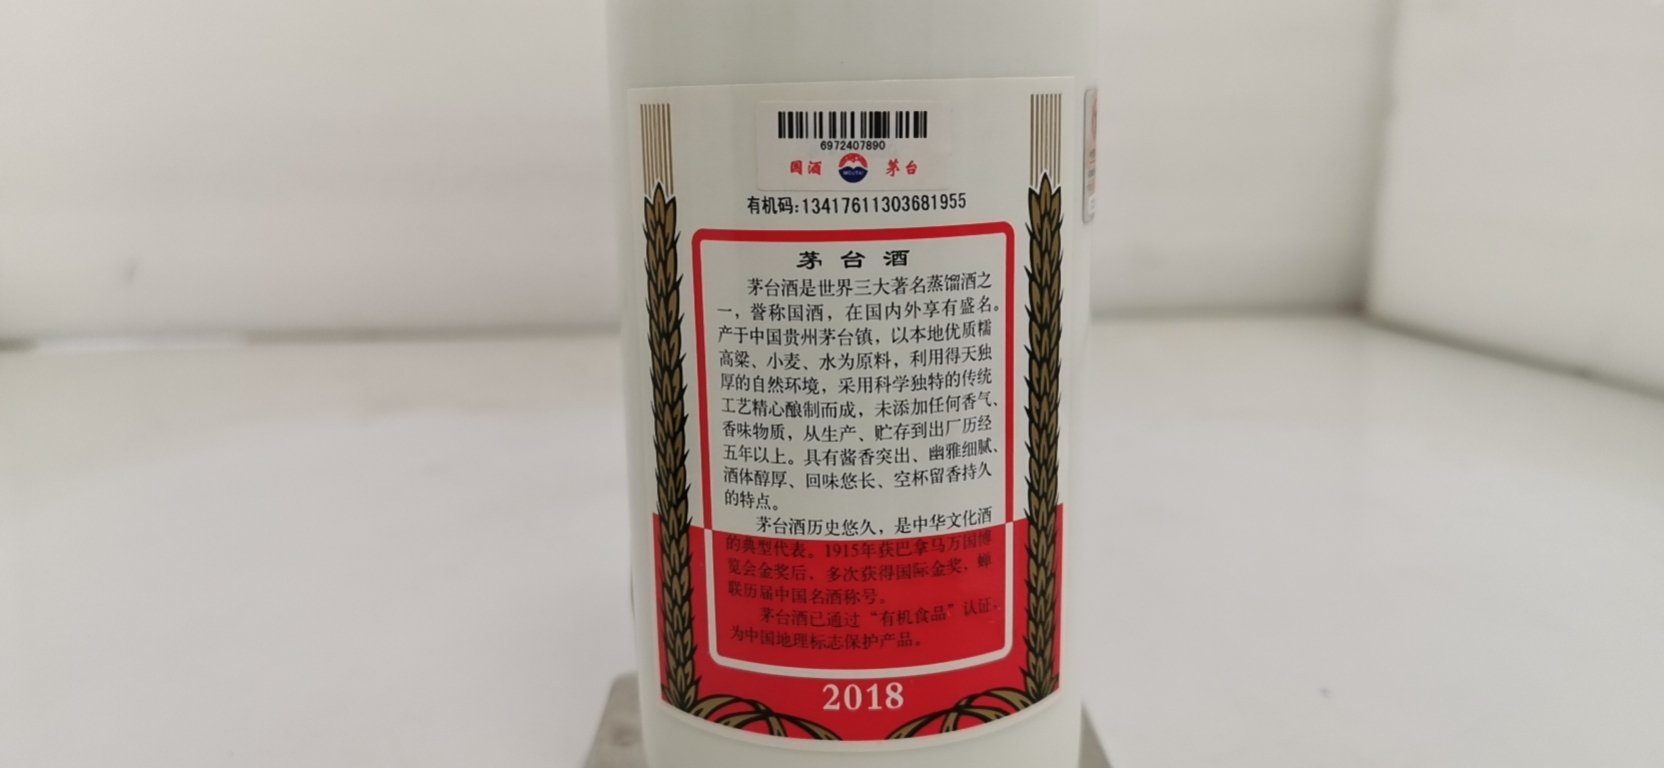 6972407890
国酒 MOUTAI 茅台
有机码:13417611303681955
茅台酒
茅台酒是世界三大著名蒸馏酒之
一，誉称国酒，在国内外享有盛名。
产于中国贵州茅台镇，以本地优质糯
高粱、小麦、水为原料，利用得天独
厚的自然环境，采用科学独特的传统
工艺精心酿制而成，未添加任何香气、
香味物质，从生产、贮存到出厂历经
五年以上。具有酱香突出、幽雅细腻、
酒体醇厚、回味悠长、空杯留香持久
的特点。
茅台酒历史悠久，是中华文化酒
的典型代表。1915年获巴拿马万国博
览会金奖后，多次获得国际金奖，蝉
联历届中国名酒称号。
茅台酒已通过“有机食品”认证，
为中国地理标志保护产品。
2018